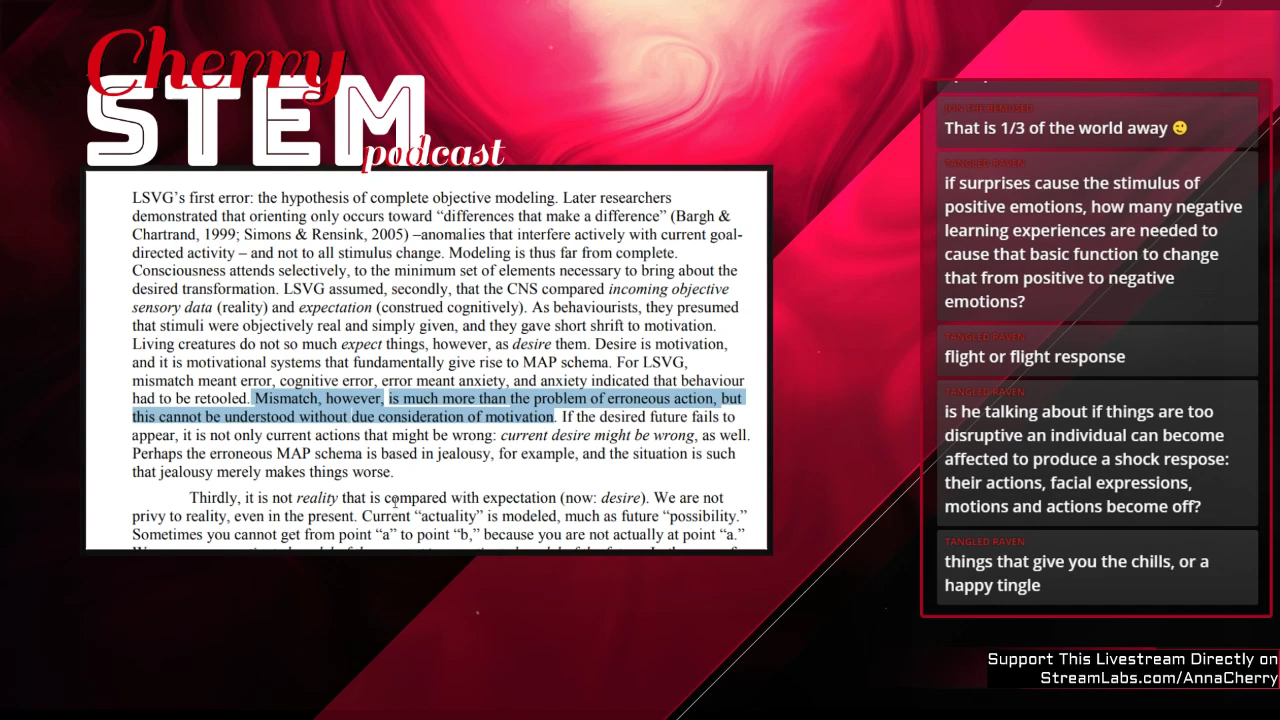 Cherry
STEM
podcast
LSVG’s first error: the hypothesis of complete objective modeling. Later researchers
demonstrated that orienting only occurs toward “differences that make a difference” (Bargh &
Chartrand, 1999; Simons & Rensink, 2005) –anomalies that interfere actively with current goal-
directed activity – and not to all stimulus change. Modeling is thus far from complete.
Consciousness attends selectively, to the minimum set of elements necessary to bring about the
desired transformation. LSVG assumed, secondly, that the CNS compared incoming objective
sensory data (reality) and expectation (construed cognitively). As behaviourists, they presumed
that stimuli were objectively real and simply given, and they gave short shrift to motivation.
Living creatures do not so much expect things, however, as desire them. Desire is motivation,
and it is motivational systems that fundamentally give rise to MAP schema. For LSVG,
mismatch meant error, cognitive error, error meant anxiety, and anxiety indicated that behaviour
had to be retooled. Mismatch, however, is much more than the problem of erroneous action, but
this cannot be understood without due consideration of motivation. If the desired future fails to
appear, it is not only current actions that might be wrong: current desire might be wrong, as well.
Perhaps the erroneous MAP schema is based in jealousy, for example, and the situation is such
that jealousy merely makes things worse.
Thirdly, it is not reality that is compared with expectation (now: desire). We are not
privy to reality, even in the present. Current “actuality” is modeled, much as future “possibility.”
Sometimes you cannot get from point “a” to point “b,” because you are not actually at point “a.”
JOIN THE BEMUSED
That is 1/3 of the world away
TANGLED RAVEN
if surprises cause the stimulus of
positive emotions, how many negative
learning experiences are needed to
cause that basic function to change
that from positive to negative
emotions?
TANGLED RAVEN
flight or flight response
TANGLED RAVEN
is he talking about if things are too
disruptive an individual can become
affected to produce a shock respose:
their actions, facial expressions,
motions and actions become off?
TANGLED RAVEN
things that give you the chills, or a
happy tingle
Support This Livestream Directly on
StreamLabs.com/AnnaCherry